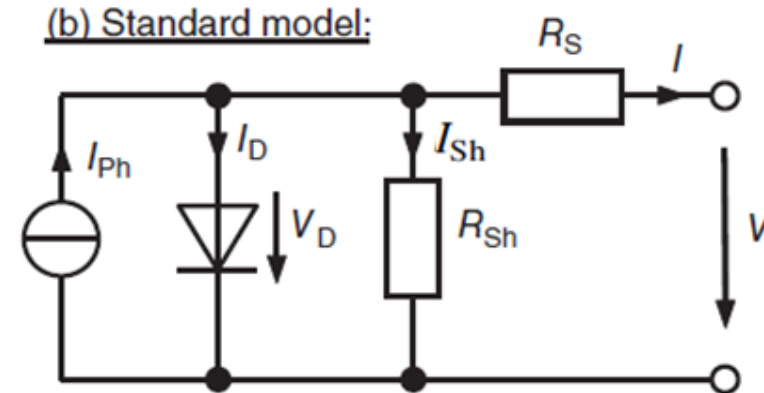 (b) Standard model:
R_S
I
I_Ph
I_D
I_Sh
V_D
R_Sh
V